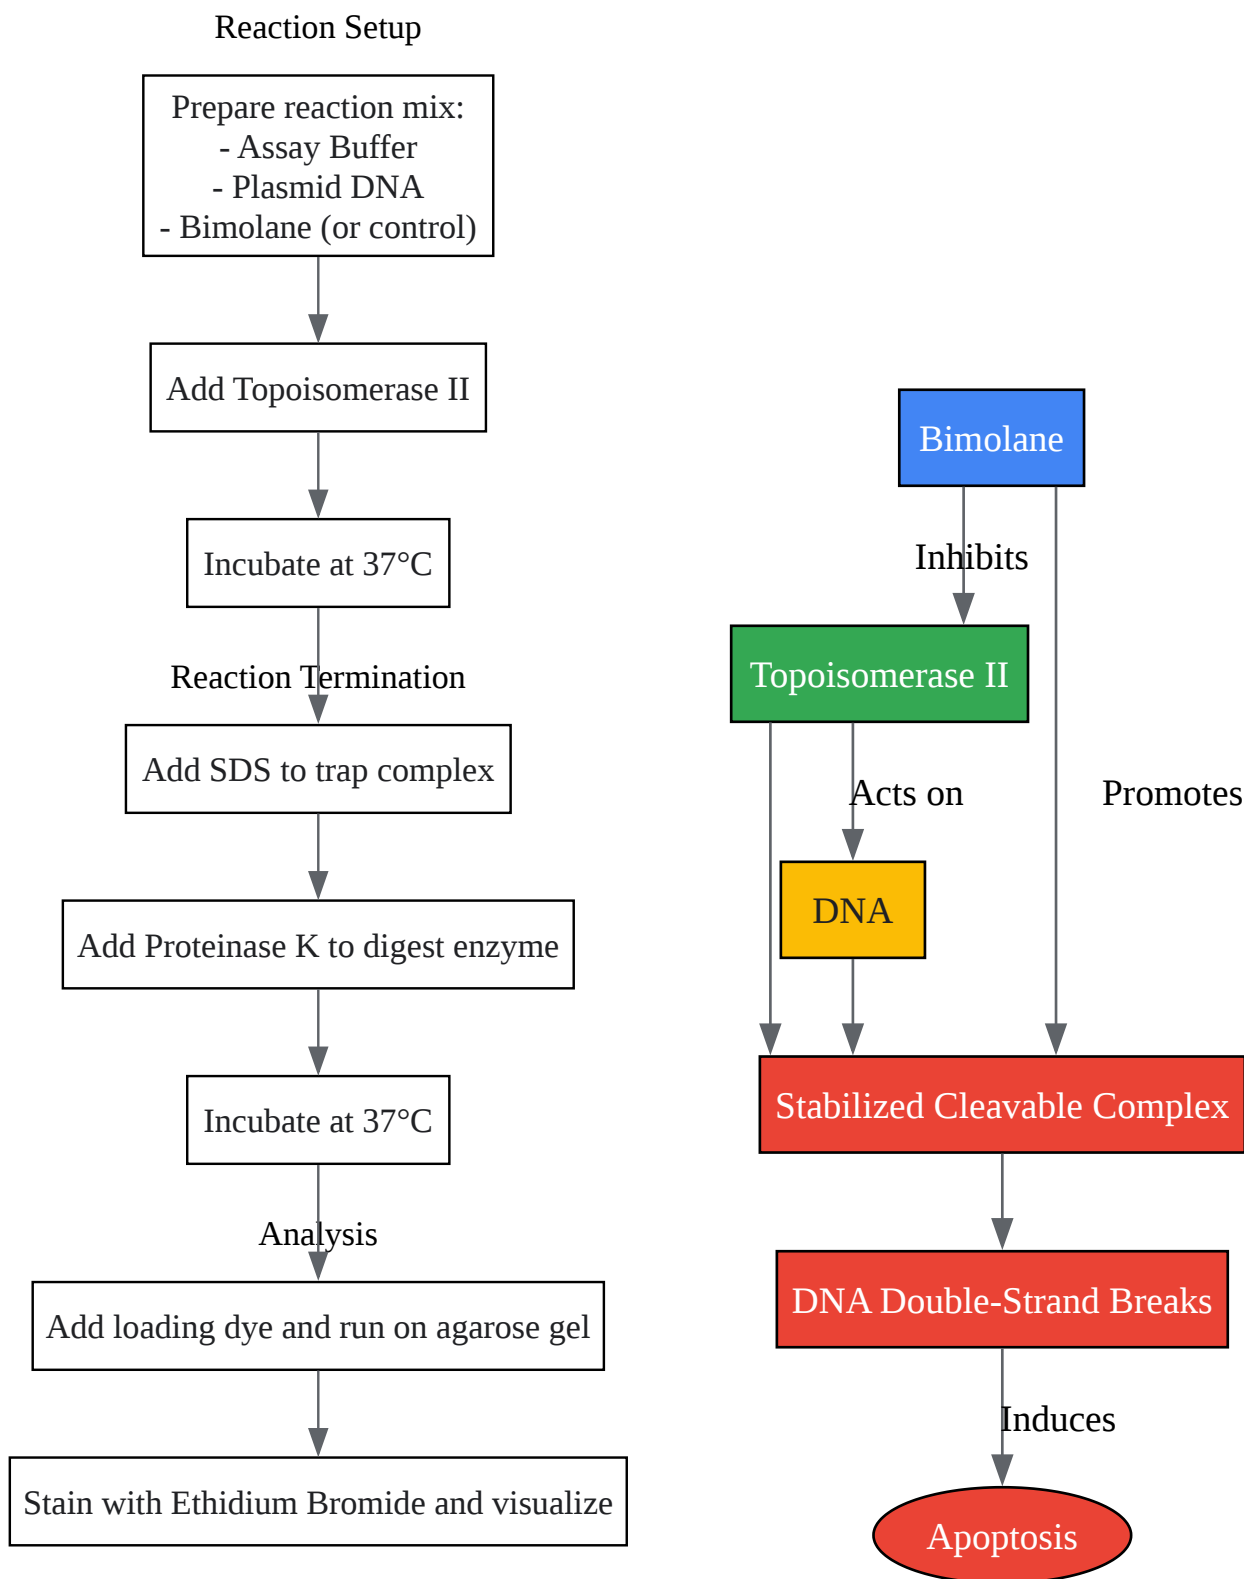 Reaction Setup
Prepare reaction mix:
- Assay Buffer
- Plasmid DNA
- Bimolane (or control)
Add Topoisomerase II
Incubate at 37°C
Reaction Termination
Add SDS to trap complex
Add Proteinase K to digest enzyme
Incubate at 37°C
Analysis
Add loading dye and run on agarose gel
Stain with Ethidium Bromide and visualize
Bimolane
Inhibits
Topoisomerase II
Acts on
Promotes
DNA
Stabilized Cleavable Complex
DNA Double-Strand Breaks
Induces
Apoptosis